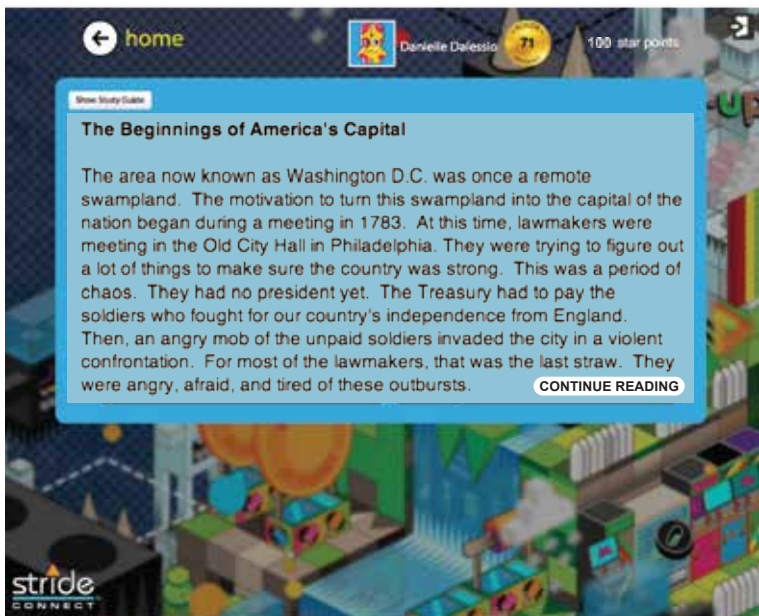 home
Danielle Dalessio
71
100 star points
Show Study Guide
The Beginnings of America's Capital
The area now known as Washington D.C. was once a remote
swampland. The motivation to turn this swampland into the capital of the
nation began during a meeting in 1783. At this time, lawmakers were
meeting in the Old City Hall in Philadelphia. They were trying to figure out
a lot of things to make sure the country was strong. This was a period of
chaos. They had no president yet. The Treasury had to pay the
soldiers who fought for our country's independence from England.
Then, an angry mob of the unpaid soldiers invaded the city in a violent
confrontation. For most of the lawmakers, that was the last straw. They
were angry, afraid, and tired of these outbursts.
CONTINUE READING
stride
CONNECT